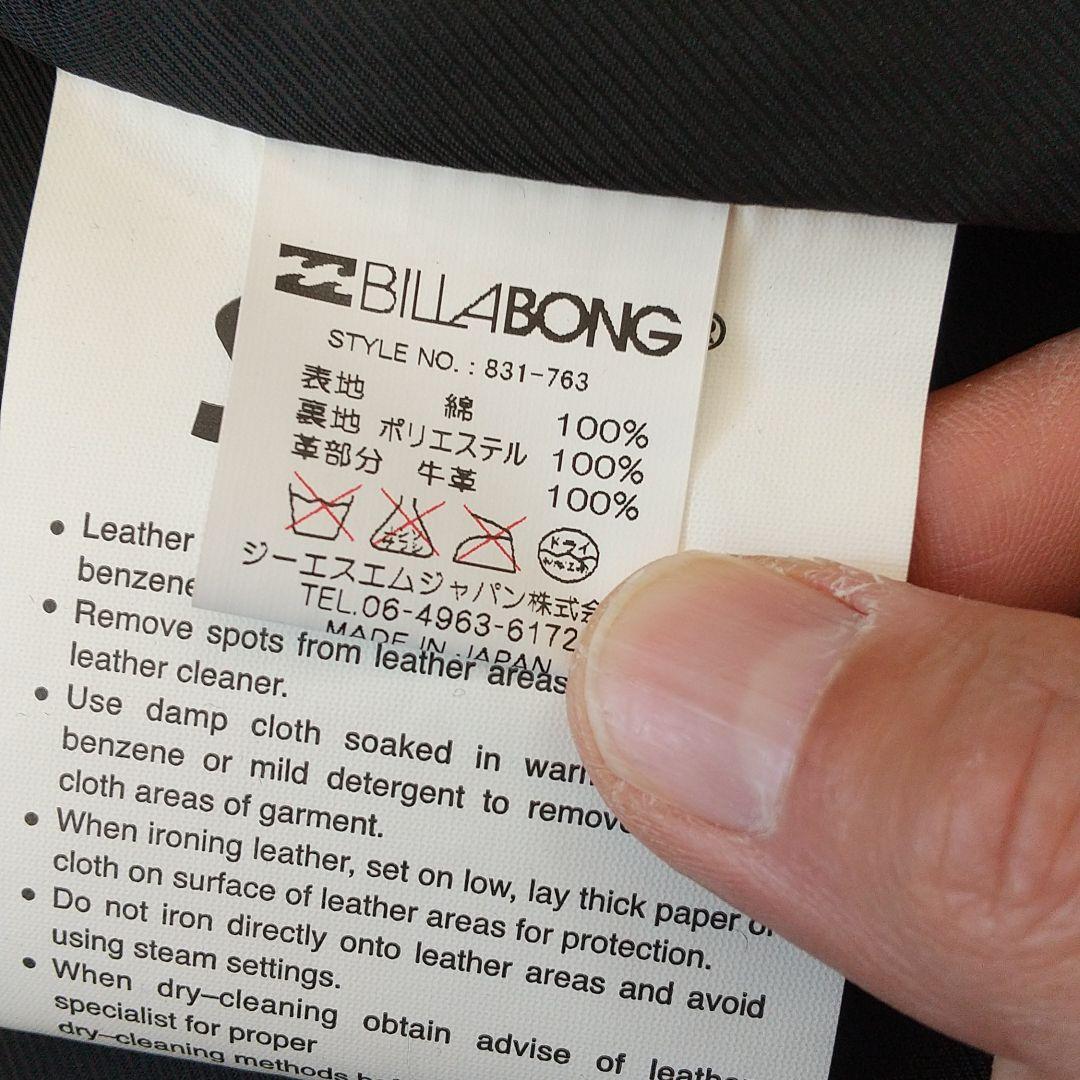 BILLABONG
®
STYLE NO. : 831-763
表地 綿 100%
裏地 ポリエステル 100%
革部分 牛革 100%
ドライ
ジーエスエムジャパン株式会
TEL.06-4963-6172
MADE IN JAPAN
• Leather
benzene
• Remove spots from leather areas
leather cleaner.
• Use damp cloth soaked in warm
benzene or mild detergent to remove
cloth areas of garment.
• When ironing leather, set on low, lay thick paper or
cloth on surface of leather areas for protection.
• Do not iron directly onto leather areas and avoid
using steam settings.
• When dry–cleaning obtain advise of leather
specialist for proper
dry–cleaning methods